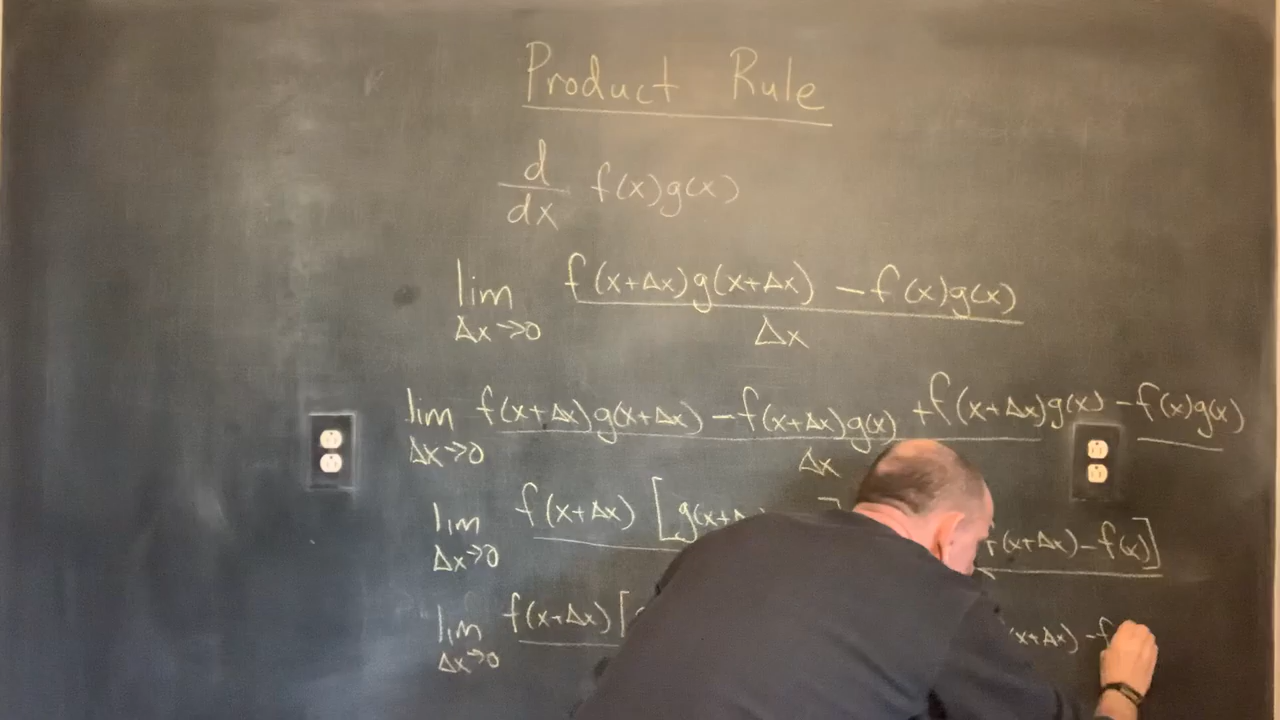 Product Rule
d/dx f(x)g(x)
lim Δx→0 f(x+Δx)g(x+Δx) - f(x)g(x) / Δx
lim Δx→0 f(x+Δx)g(x+Δx) - f(x+Δx)g(x) + f(x+Δx)g(x) - f(x)g(x) / Δx
lim Δx→0 f(x+Δx) [g(x+Δ ] f(x+Δx) - f(x)]
lim Δx→0 f(x+Δx) [ x+Δx) - f